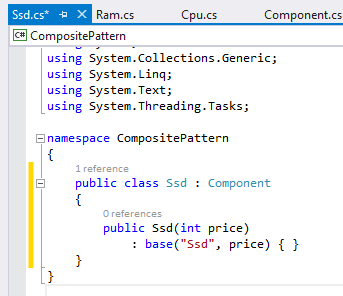 Ssd.cs* Ram.cs Cpu.cs Component.cs
C# CompositePattern
using System.Collections.Generic;
using System.Linq;
using System.Text;
using System.Threading.Tasks;
namespace CompositePattern
{
1 reference
public class Ssd : Component
{
0 references
public Ssd(int price)
: base("Ssd", price) { }
}
}